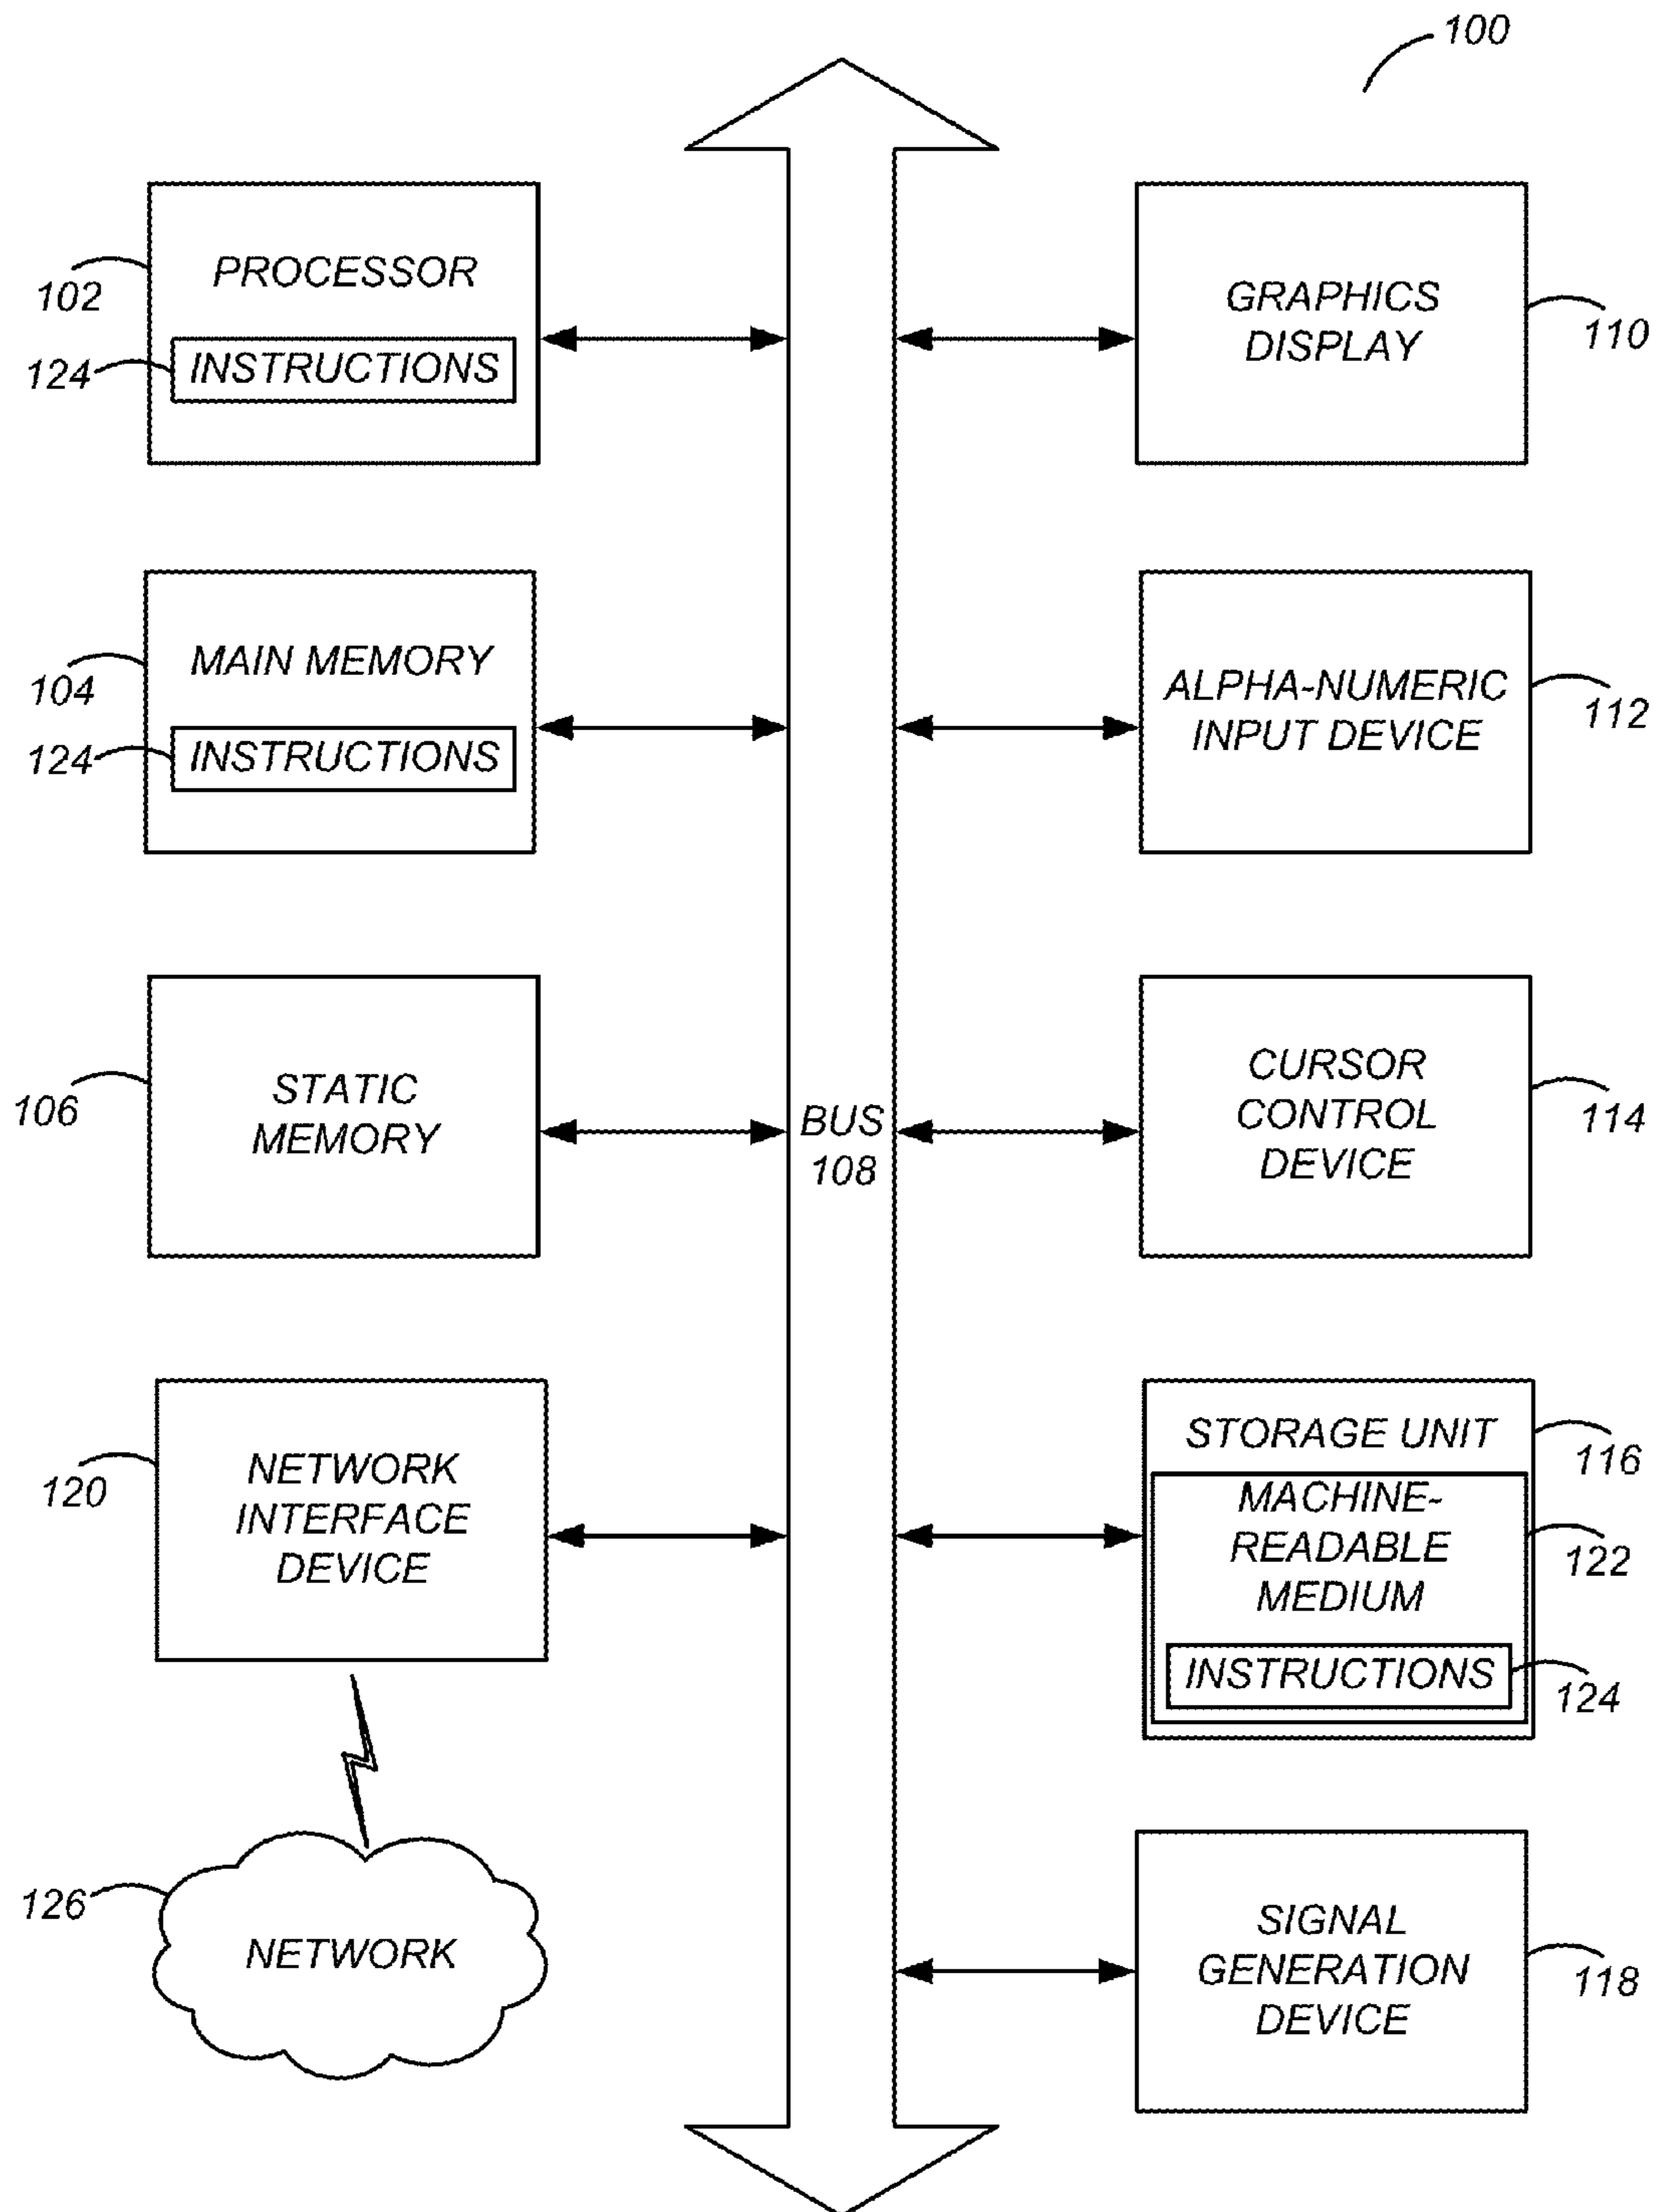 100
PROCESSOR
102
124
INSTRUCTIONS
GRAPHICS
DISPLAY
110
MAIN MEMORY
104
124
INSTRUCTIONS
ALPHA-NUMERIC
INPUT DEVICE
112
STATIC
MEMORY
106
BUS
108
CURSOR
CONTROL
DEVICE
114
NETWORK
INTERFACE
DEVICE
120
STORAGE UNIT
116
MACHINE-
READABLE
MEDIUM
122
INSTRUCTIONS
124
126
NETWORK
SIGNAL
GENERATION
DEVICE
118